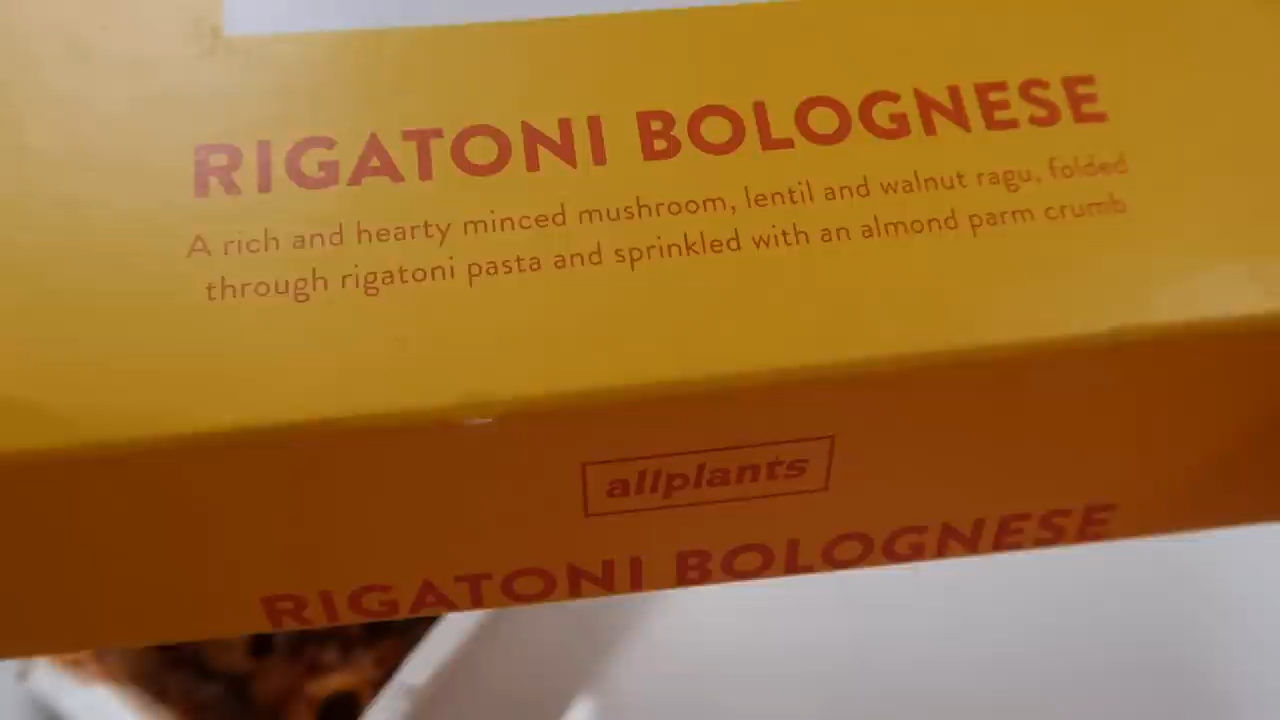 RIGATONI BOLOGNESE
A rich and hearty minced mushroom, lentil and walnut ragu, folded
through rigatoni pasta and sprinkled with an almond parm crumb
allplants
RIGATONI BOLOGNESE